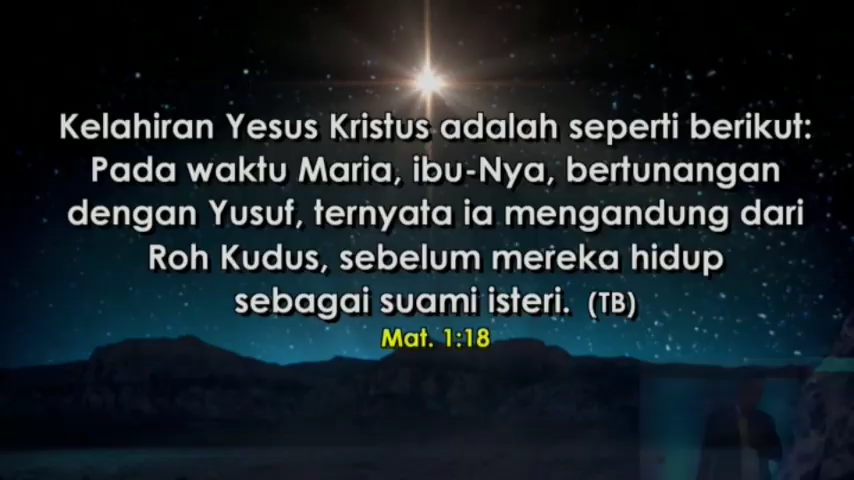 Kelahiran Yesus Kristus adalah seperti berikut:
Pada waktu Maria, ibu-Nya, bertunangan
dengan Yusuf, ternyata ia mengandung dari
Roh Kudus, sebelum mereka hidup
sebagai suami isteri. (TB)
Mat. 1:18